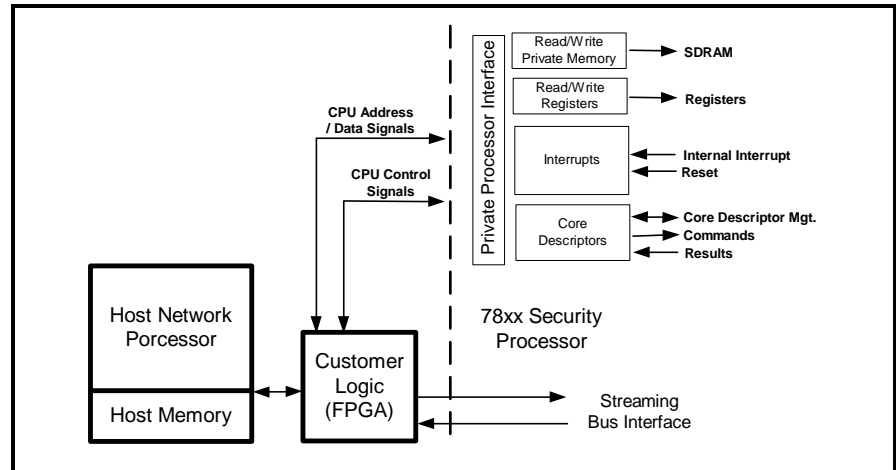 Read/Write
Private Memory
SDRAM
Read/Write
Registers
Registers
Private Processor Interface
CPU Address
/ Data Signals
Interrupts
Internal Interrupt
Reset
CPU Control
Signals
Core
Descriptors
Core Descriptor Mgt.
Commands
Results
Host Network
Porcessor
Host Memory
Customer
Logic
(FPGA)
78xx Security
Processor
Streaming
Bus Interface